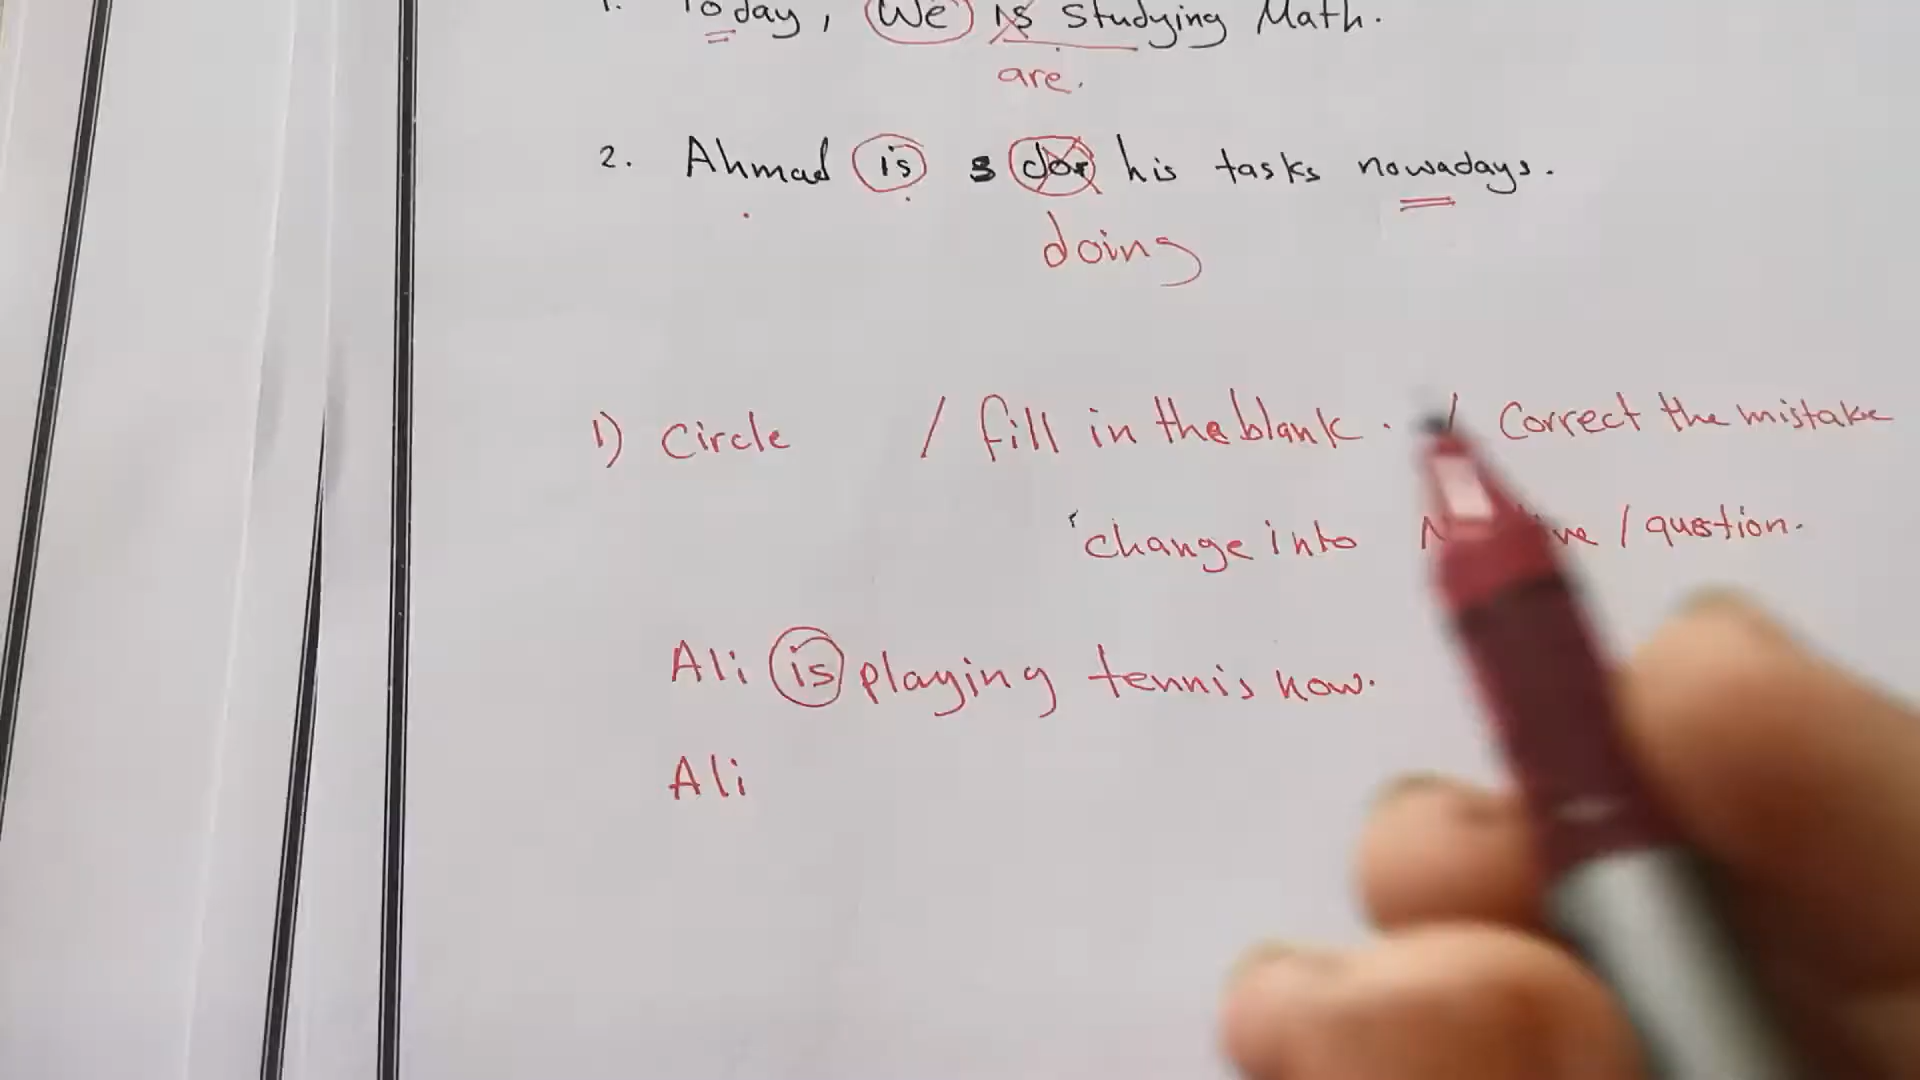 1. Today, We is studying Math.
are.
2. Ahmad is his tasks nowadays.
doing
1) Circle / fill in the blank. / Correct the mistake
change into / question.
Ali is playing tennis now.
Ali